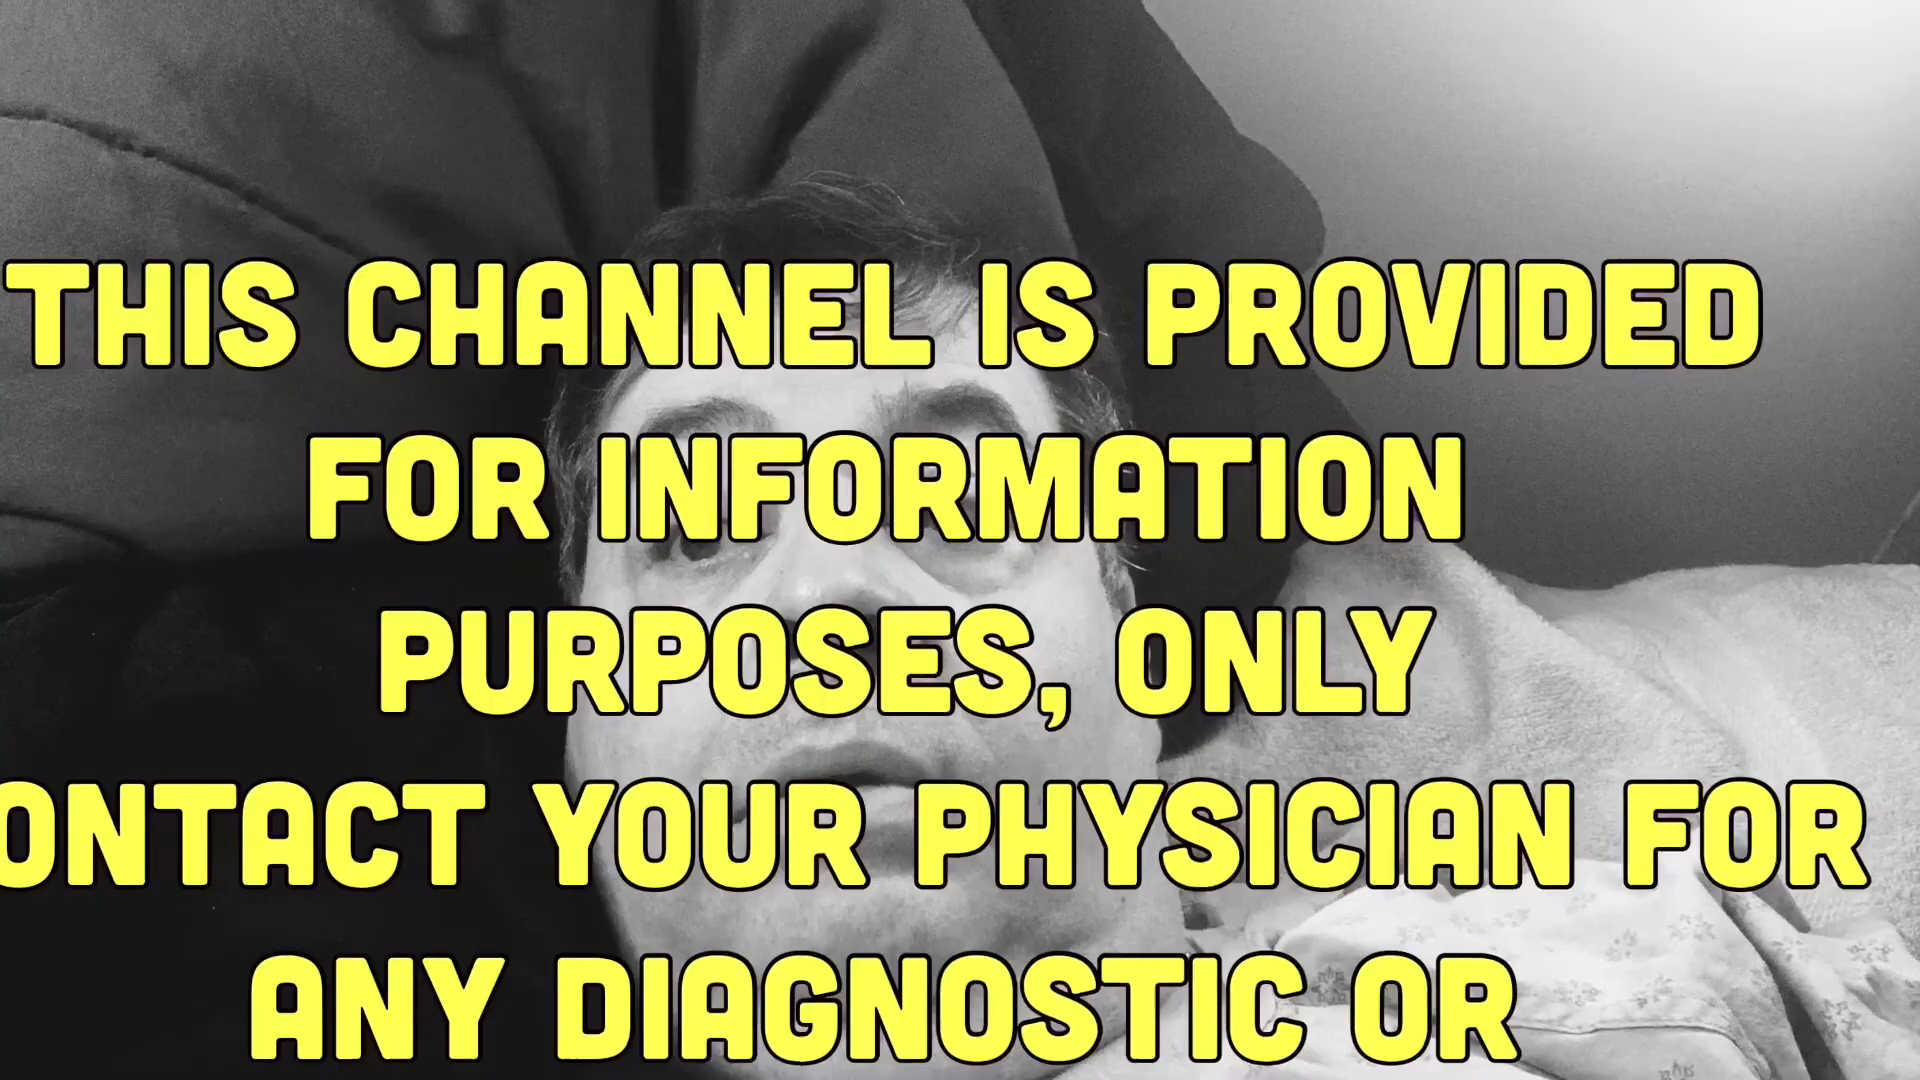 THIS CHANNEL IS PROVIDED
FOR INFORMATION
PURPOSES, ONLY
ONTACT YOUR PHYSICIAN FOR
ANY DIAGNOSTIC OR